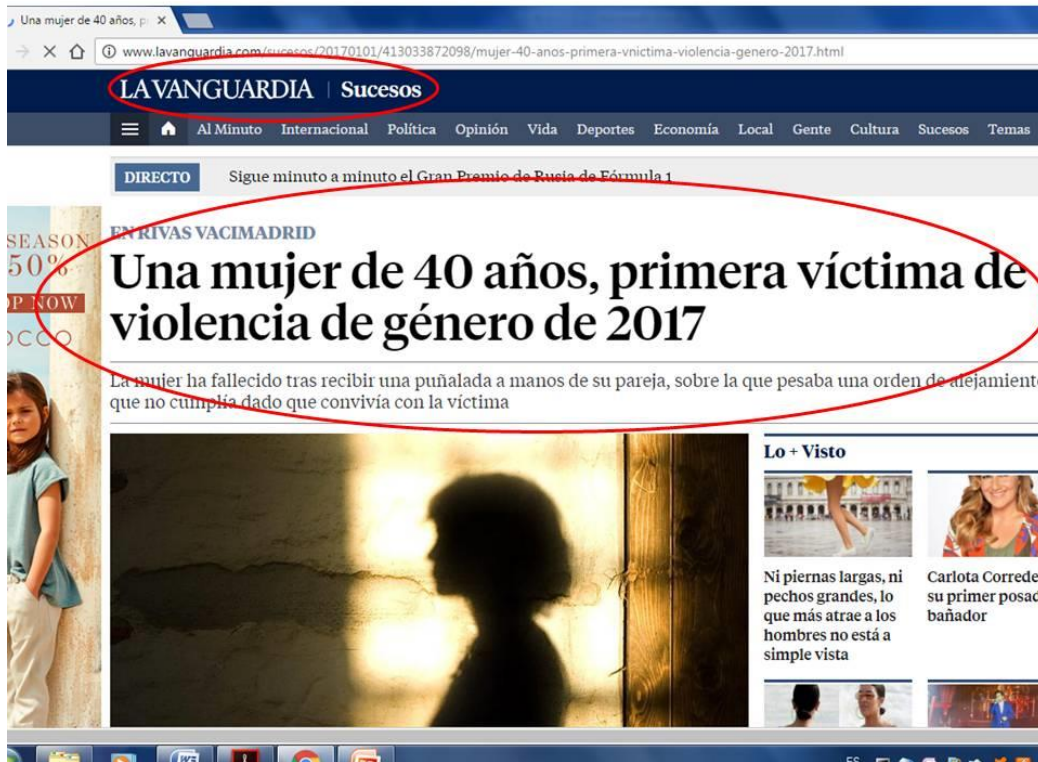 Una mujer de 40 años, p
www.lavanguardia.com/sucesos/20170101/413033872098/mujer-40-anos-primera-vnictima-violencia-genero-2017.html
LA VANGUARDIA | Sucesos
Al Minuto Internacional Política Opinión Vida Deportes Economía Local Gente Cultura Sucesos Temas
DIRECTO Sigue minuto a minuto el Gran Premio de Rusia de Fórmula 1
SEASON
50%
OP NOW
OCCO
EN RIVAS VACIMADRID
Una mujer de 40 años, primera víctima de
violencia de género de 2017
La mujer ha fallecido tras recibir una puñalada a manos de su pareja, sobre la que pesaba una orden de alejamiento
que no cumplía dado que convivía con la víctima
Lo + Visto
Ni piernas largas, ni
pechos grandes, lo
que más atrae a los
hombres no está a
simple vista
Carlota Correde
su primer posad
bañador
ES